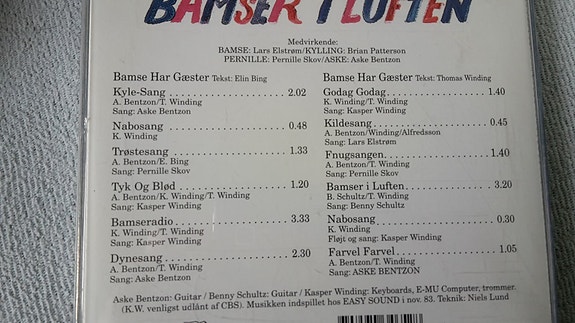 BAMSER I LUFTEN
Medvirkende:
BAMSE: Lars Elstrøm/KYLLING: Brian Patterson
PERNILLE: Pernille Skov/ASKE: Aske Bentzon
Bamse Har Gæster Tekst: Elin Bing
Kyle-Sang 2.02
A. Bentzon/T. Winding
Sang: Aske Bentzon
Nabosang 0.48
K. Winding
Trøstesang 1.33
A. Bentzon/E. Bing
Sang: Pernille Skov
Tyk Og Blød 1.20
A. Bentzon/K. Winding/T. Winding
Sang: Kasper Winding
Bamseradio 3.33
K. Winding/T. Winding
Sang: Kasper Winding
Dynesang 2.30
A. Bentzon/T. Winding
Sang: Aske Bentzon
Bamse Har Gæster Tekst: Thomas Winding
Godag Godag 1.40
K. Winding/T. Winding
Sang: Kasper Winding
Kildesang 0.45
A. Bentzon/Winding/Alfredsson
Sang: Lars Elstrøm
Fnugsangen 1.40
A. Bentzon/T. Winding
Sang: Pernille Skov
Bamser i Luften 3.20
B. Schultz/T. Winding
Sang: Benny Schultz
Nabosang 0.30
K. Winding
Fløjt og sang: Kasper Winding
Farvel Farvel 1.05
A. Bentzon/T. Winding
Sang: ASKE BENTZON
Aske Bentzon: Guitar / Benny Schultz: Guitar / Kasper Winding: Keyboards, E-MU Computer, trommer.
(K.W. venligst udlånt af CBS). Musikken indspillet hos EASY SOUND i nov. 83. Teknik: Niels Lund